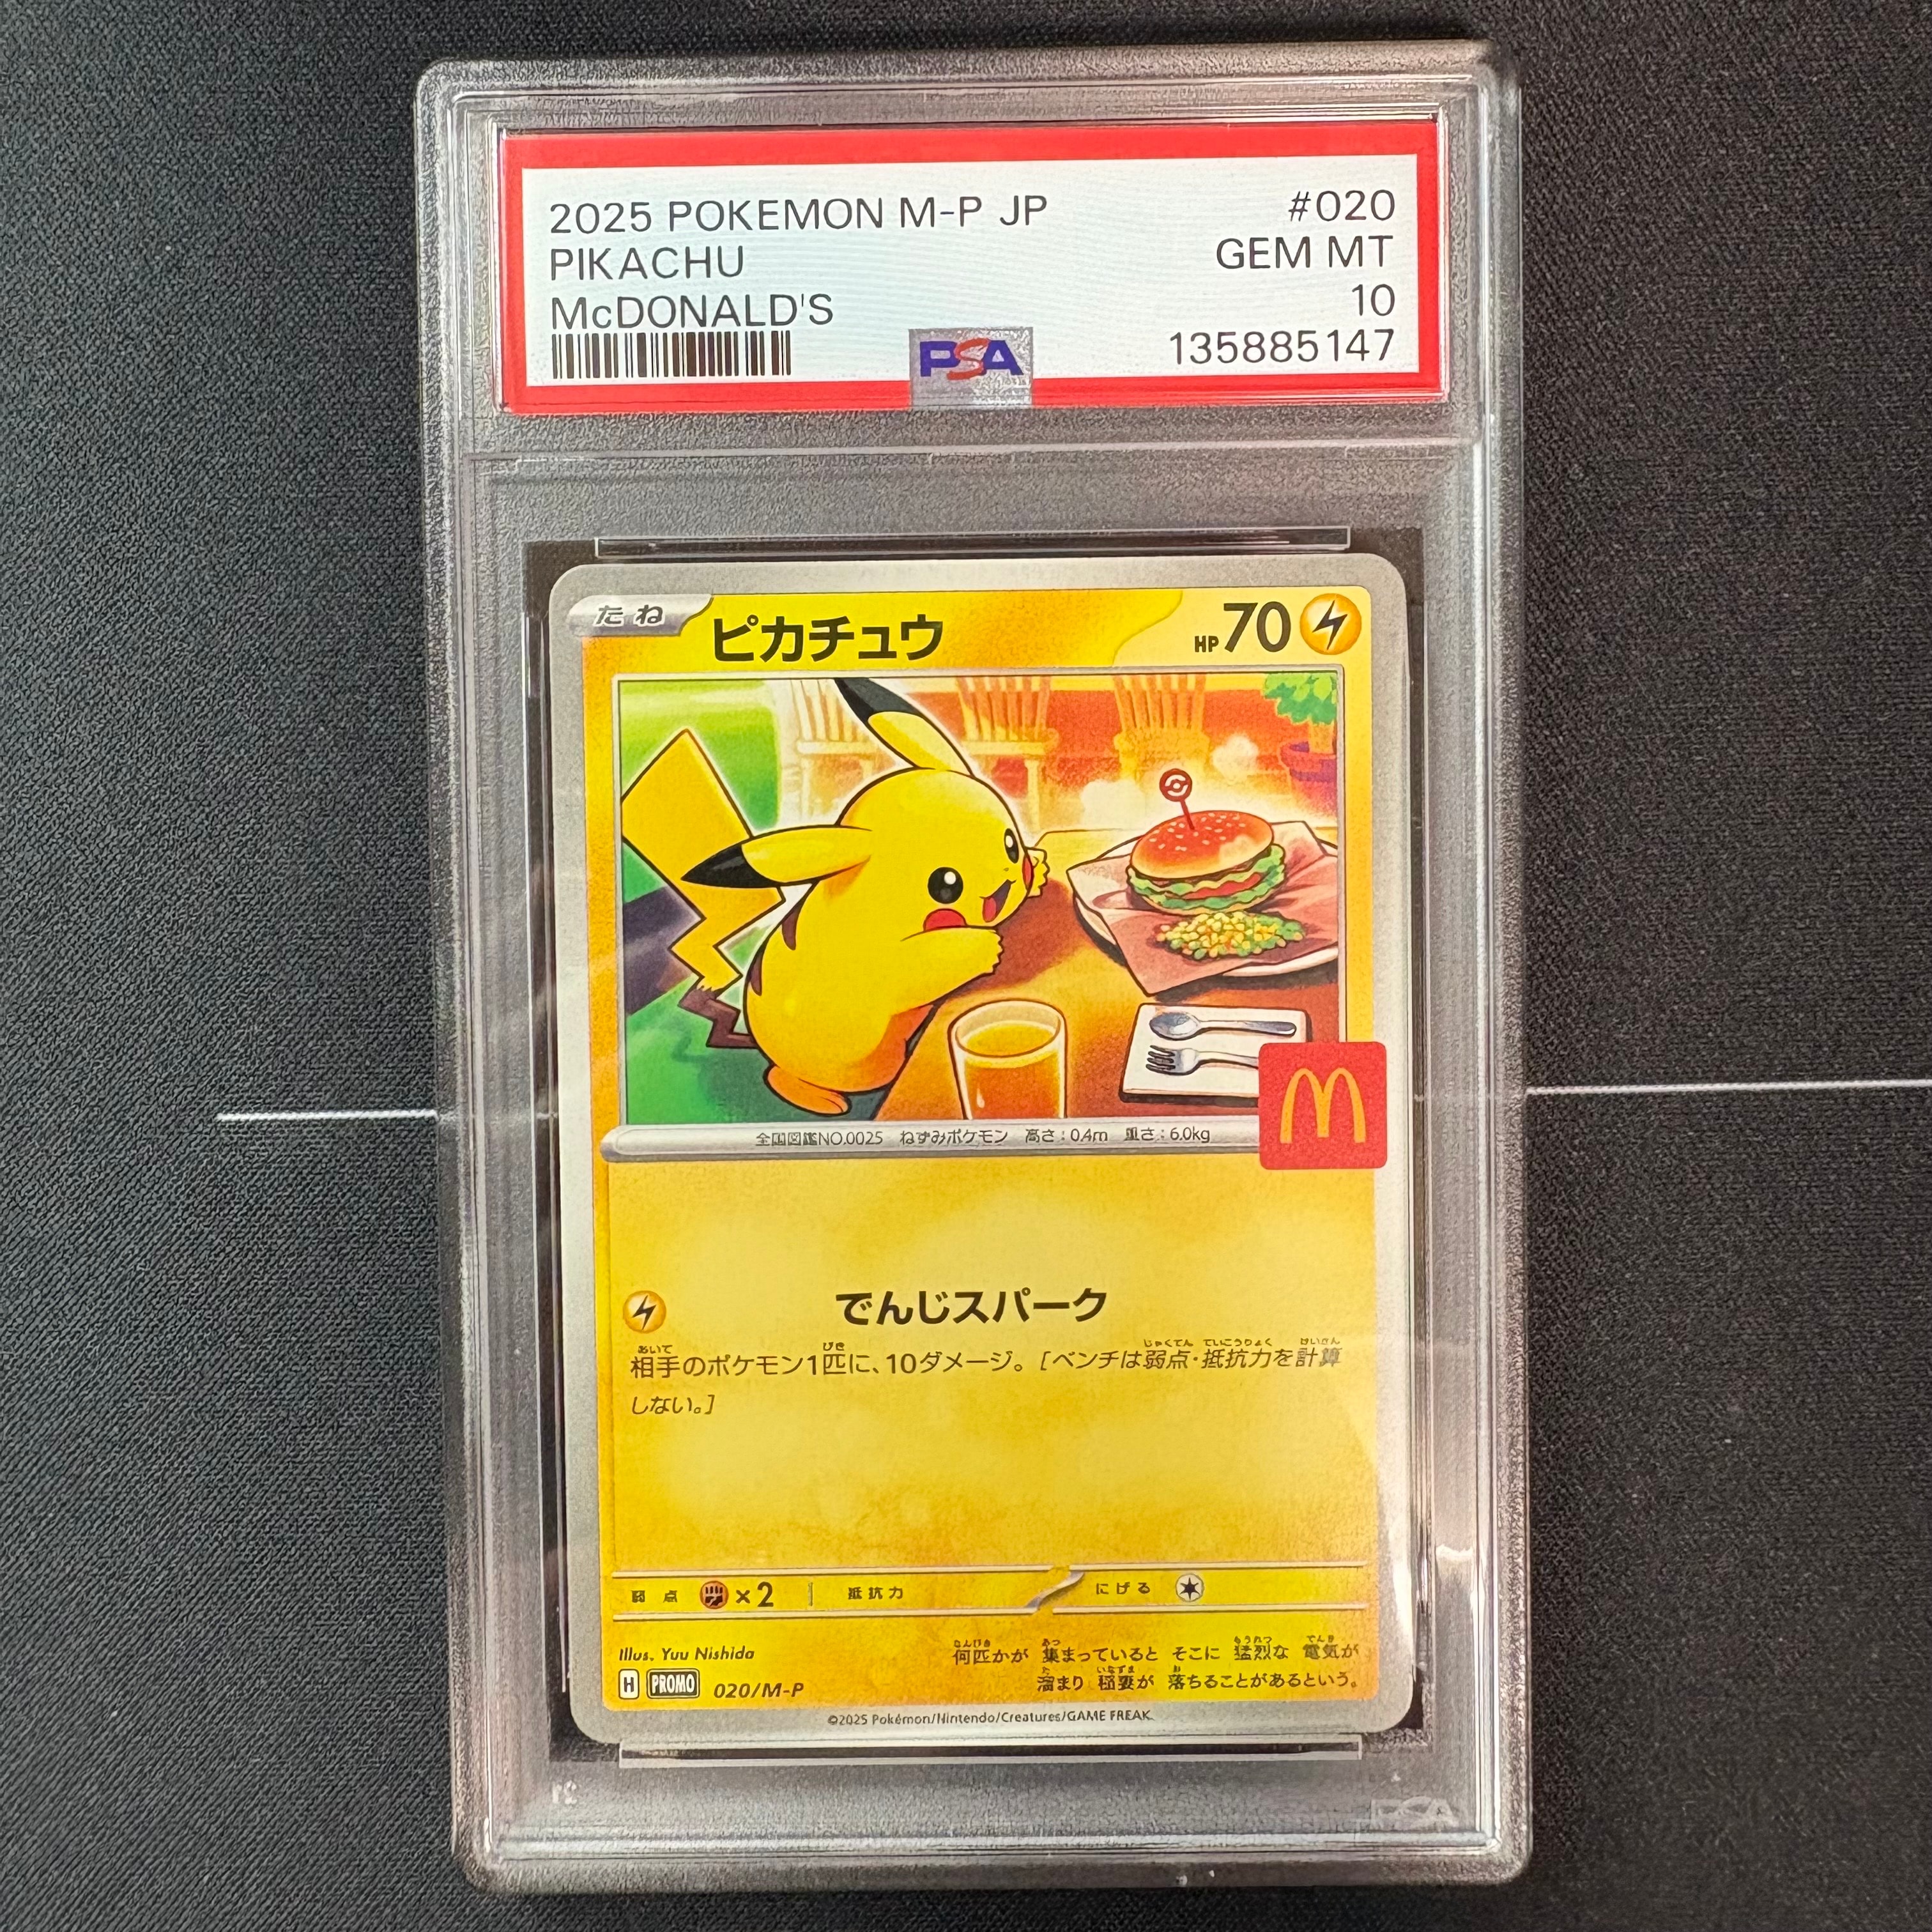 2025 POKEMON M-P JP #020
PIKACHU GEM MT
McDONALD'S 10
PSA 135885147
たね ピカチュウ HP70
全国図鑑NO.0025 ねずみポケモン 高さ:0.4m 重さ:6.0kg
でんじスパーク
相手のポケモン1匹に、10ダメージ。[ベンチは弱点・抵抗力を計算
しない。]
弱点 ×2 抵抗力 にげる
Illus. Yuu Nishida
何匹かが 集まっていると そこに 猛烈な 電気が
溜まり 稲妻が 落ちることがあるという。
H PROMO 020/M-P
©2025 Pokémon/Nintendo/Creatures/GAME FREAK.
PSA